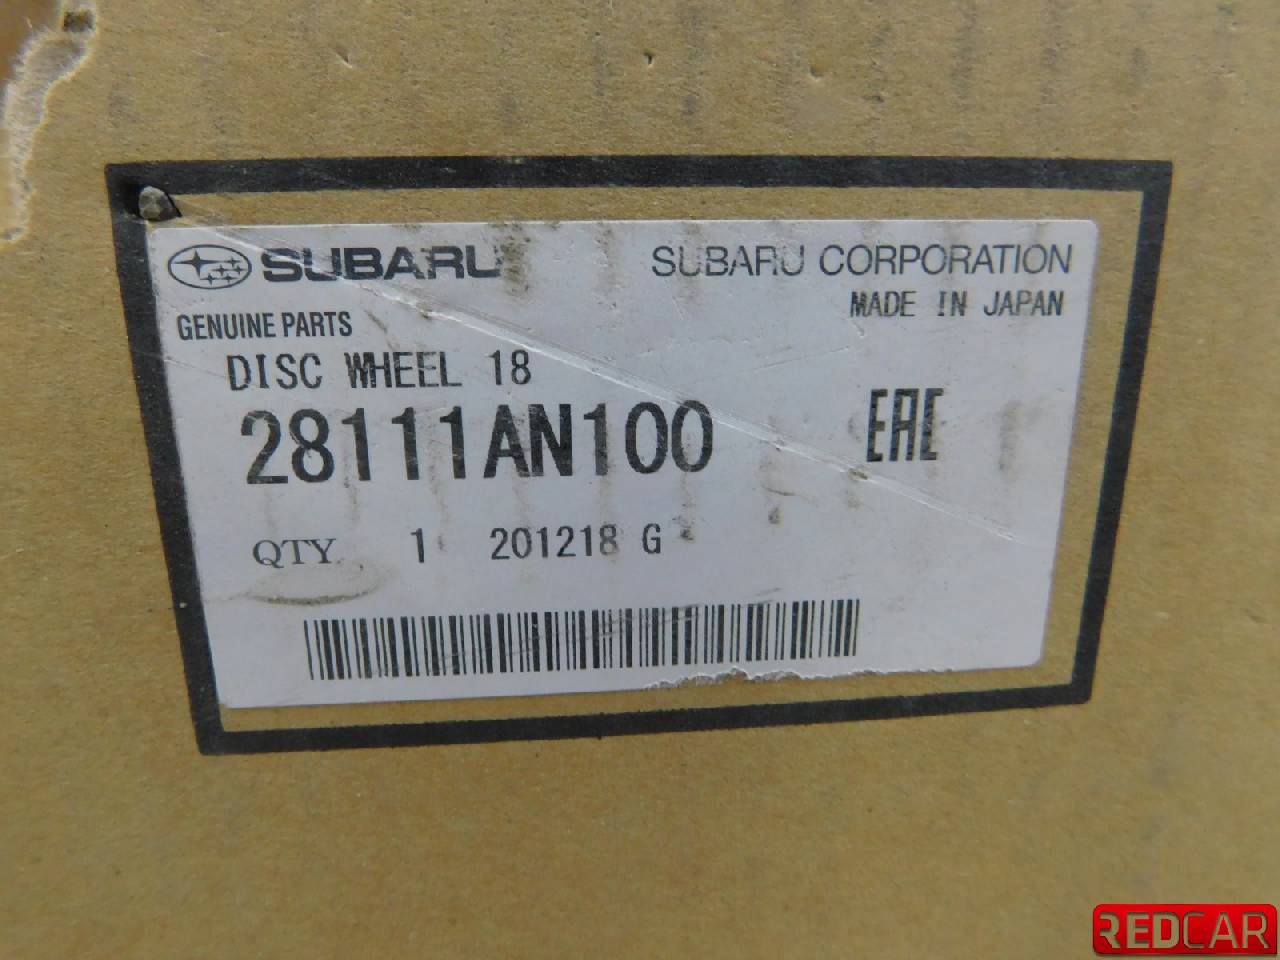 SUBARU SUBARU CORPORATION
MADE IN JAPAN
GENUINE PARTS
DISC WHEEL 18
28111AN100
EAC
QTY 1 201218 G
REDCAR